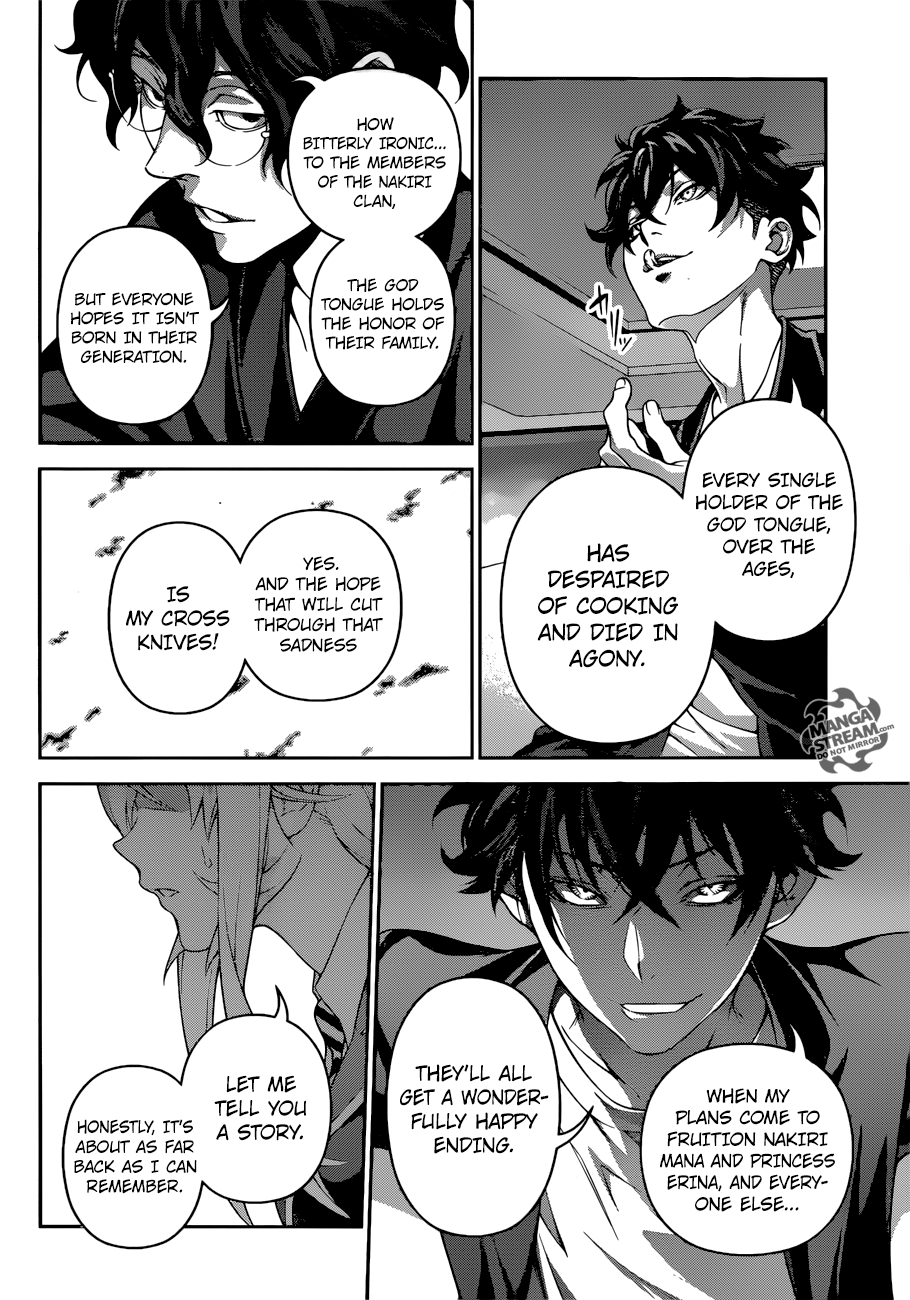 EVERY SINGLE
HOLDER OF THE
GOD TONGUE,
OVER THE
AGES,
HAS
DESPAIRED
OF COOKING
AND DIED IN
AGONY.
ガッ
HOW
BITTERLY IRONIC...
TO THE MEMBERS
OF THE NAKIRI
CLAN,
THE GOD
TONGUE HOLDS
THE HONOR OF
THEIR FAMILY.
BUT EVERYONE
HOPES IT ISN'T
BORN IN THEIR
GENERATION.
YES.
AND THE HOPE
THAT WILL CUT
THROUGH THAT
SADNESS
IS
MY CROSS
KNIVES!
MANGA
STREAM.com
DO NOT MIRROR
WHEN MY
PLANS COME TO
FRUITION NAKIRI
MANA AND PRINCESS
ERINA, AND EVERY-
ONE ELSE...
THEY'LL ALL
GET A WONDER-
FULLY HAPPY
ENDING.
LET ME
TELL YOU
A STORY.
HONESTLY, IT'S
ABOUT AS FAR
BACK AS I CAN
REMEMBER.